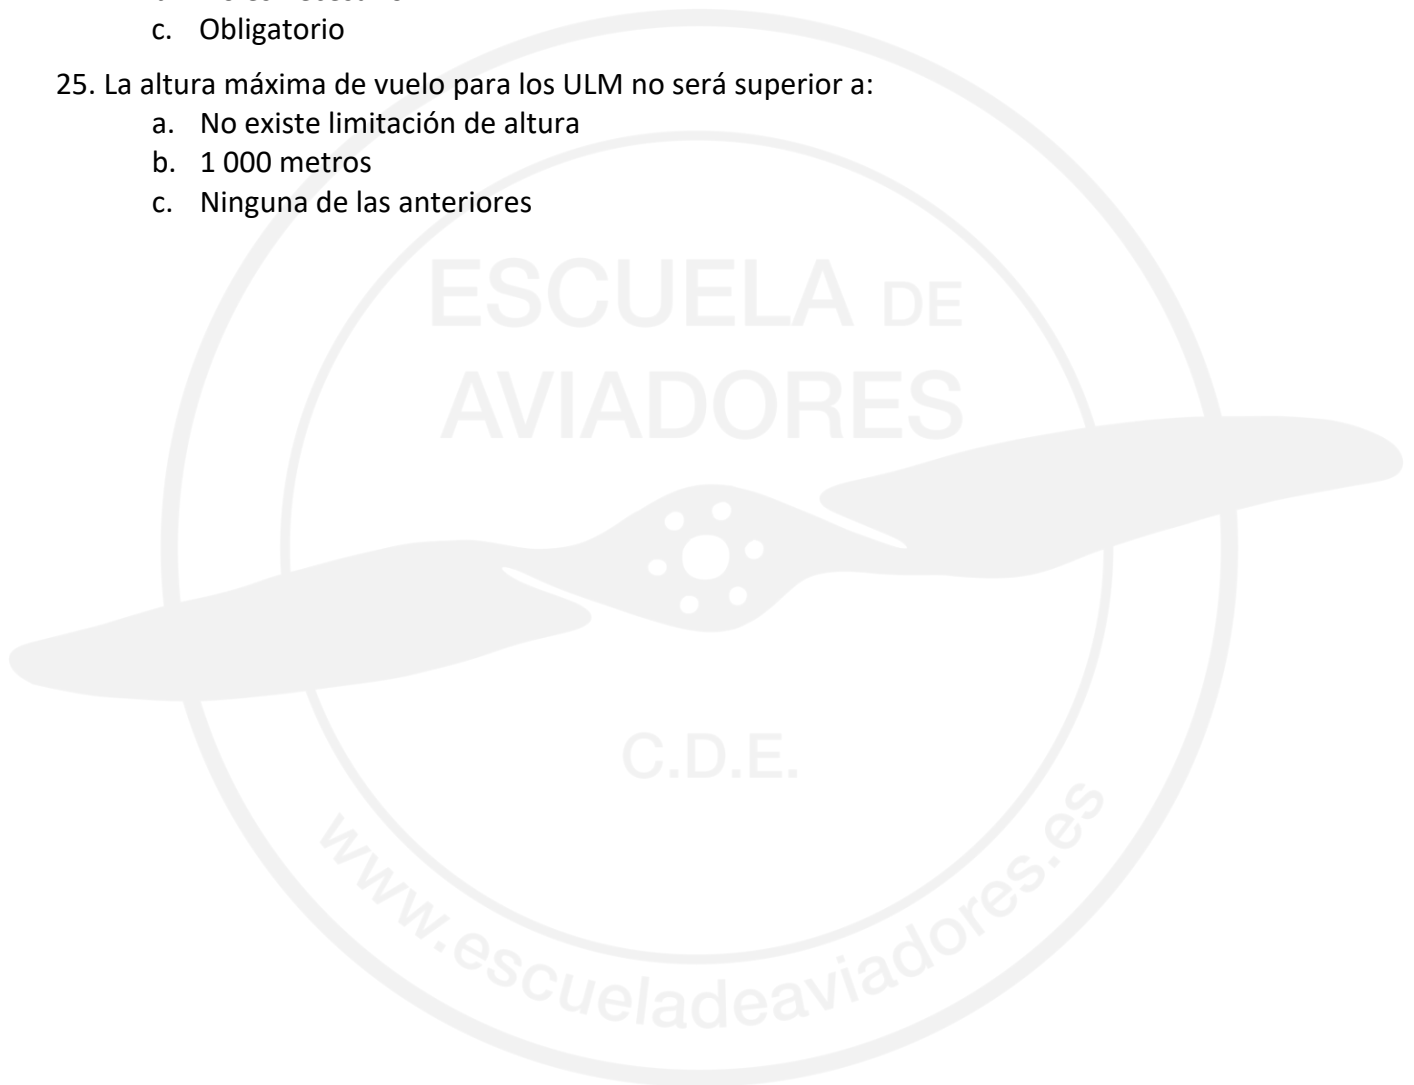 c. Obligatorio
25. La altura máxima de vuelo para los ULM no será superior a:
a. No existe limitación de altura
b. 1 000 metros
c. Ninguna de las anteriores
ESCUELA DE
AVIADORES
C.D.E.
www.escueladeaviadores.es